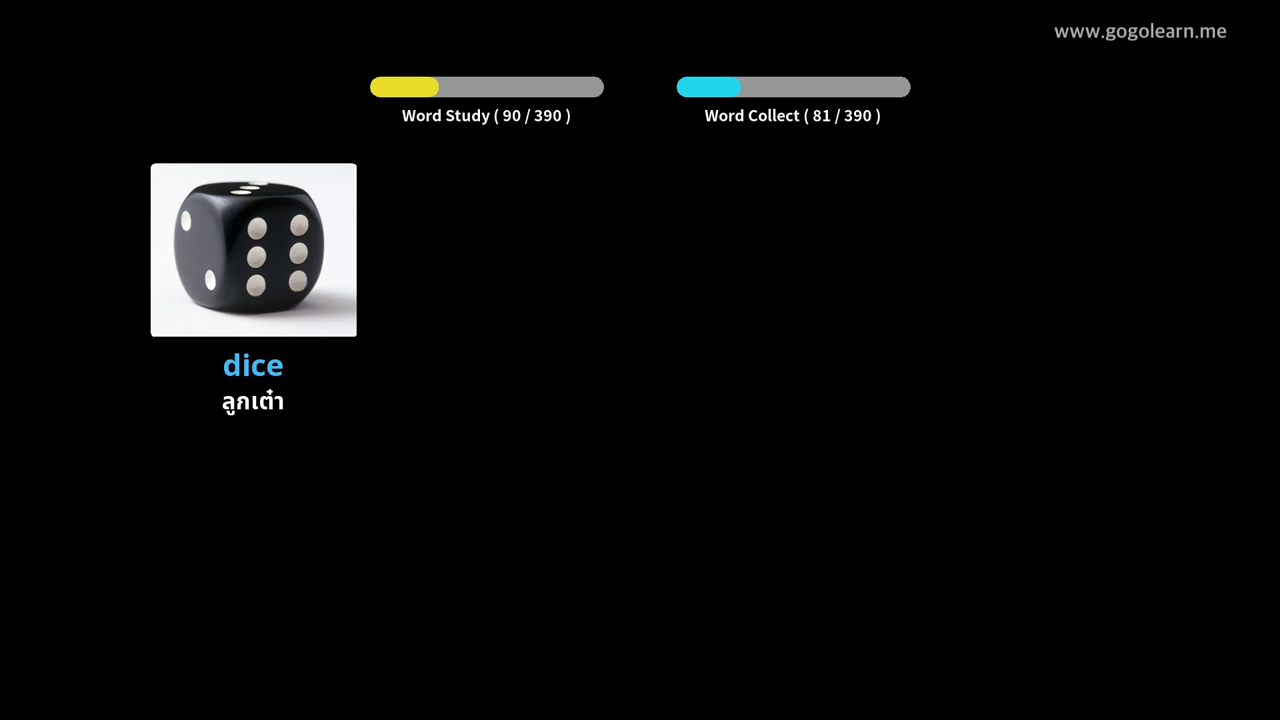 www.gogolearn.me
Word Study ( 90 / 390 )
Word Collect ( 81 / 390 )
dice
ลูกเต๋า